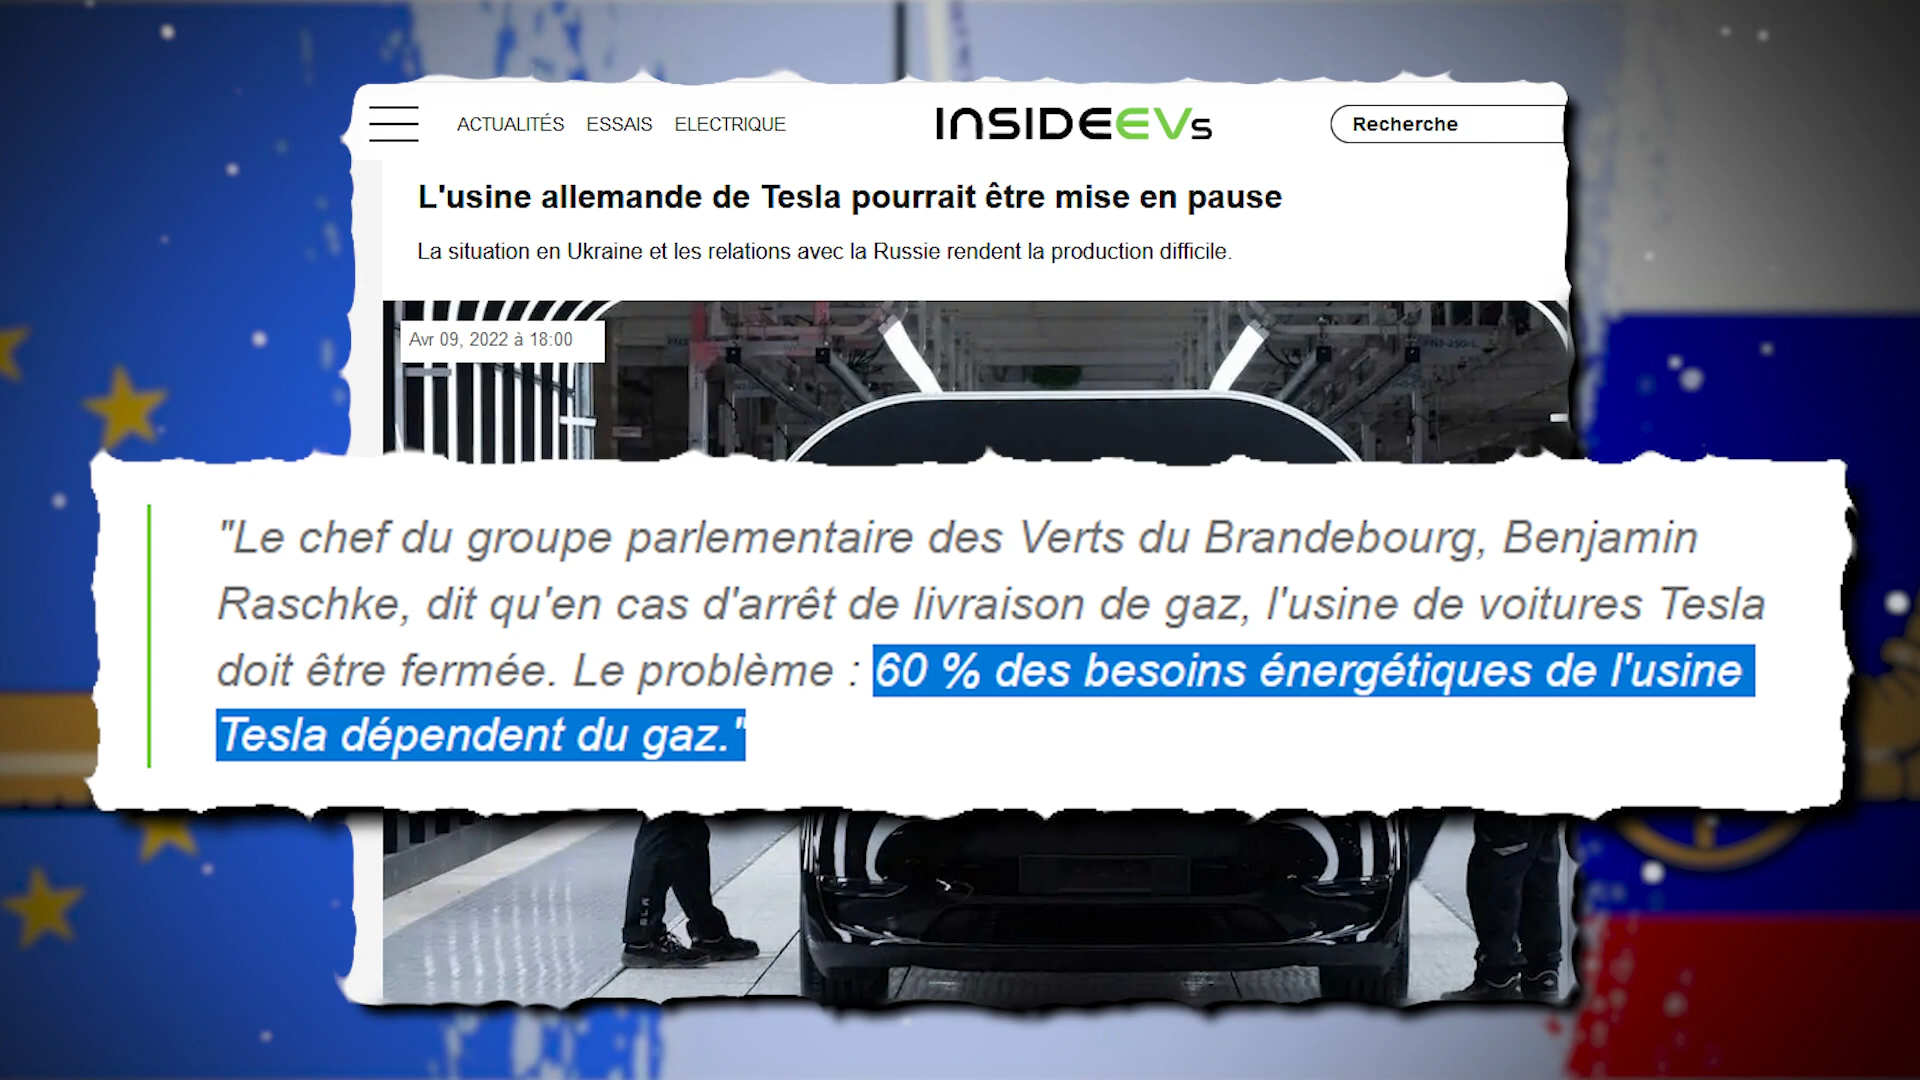 ACTUALITÉS ESSAIS ELECTRIQUE INSIDEEVs Recherche
L'usine allemande de Tesla pourrait être mise en pause
La situation en Ukraine et les relations avec la Russie rendent la production difficile.
Avr 09, 2022 à 18:00
"Le chef du groupe parlementaire des Verts du Brandebourg, Benjamin
Raschke, dit qu'en cas d'arrêt de livraison de gaz, l'usine de voitures Tesla
doit être fermée. Le problème : 60 % des besoins énergétiques de l'usine
Tesla dépendent du gaz."